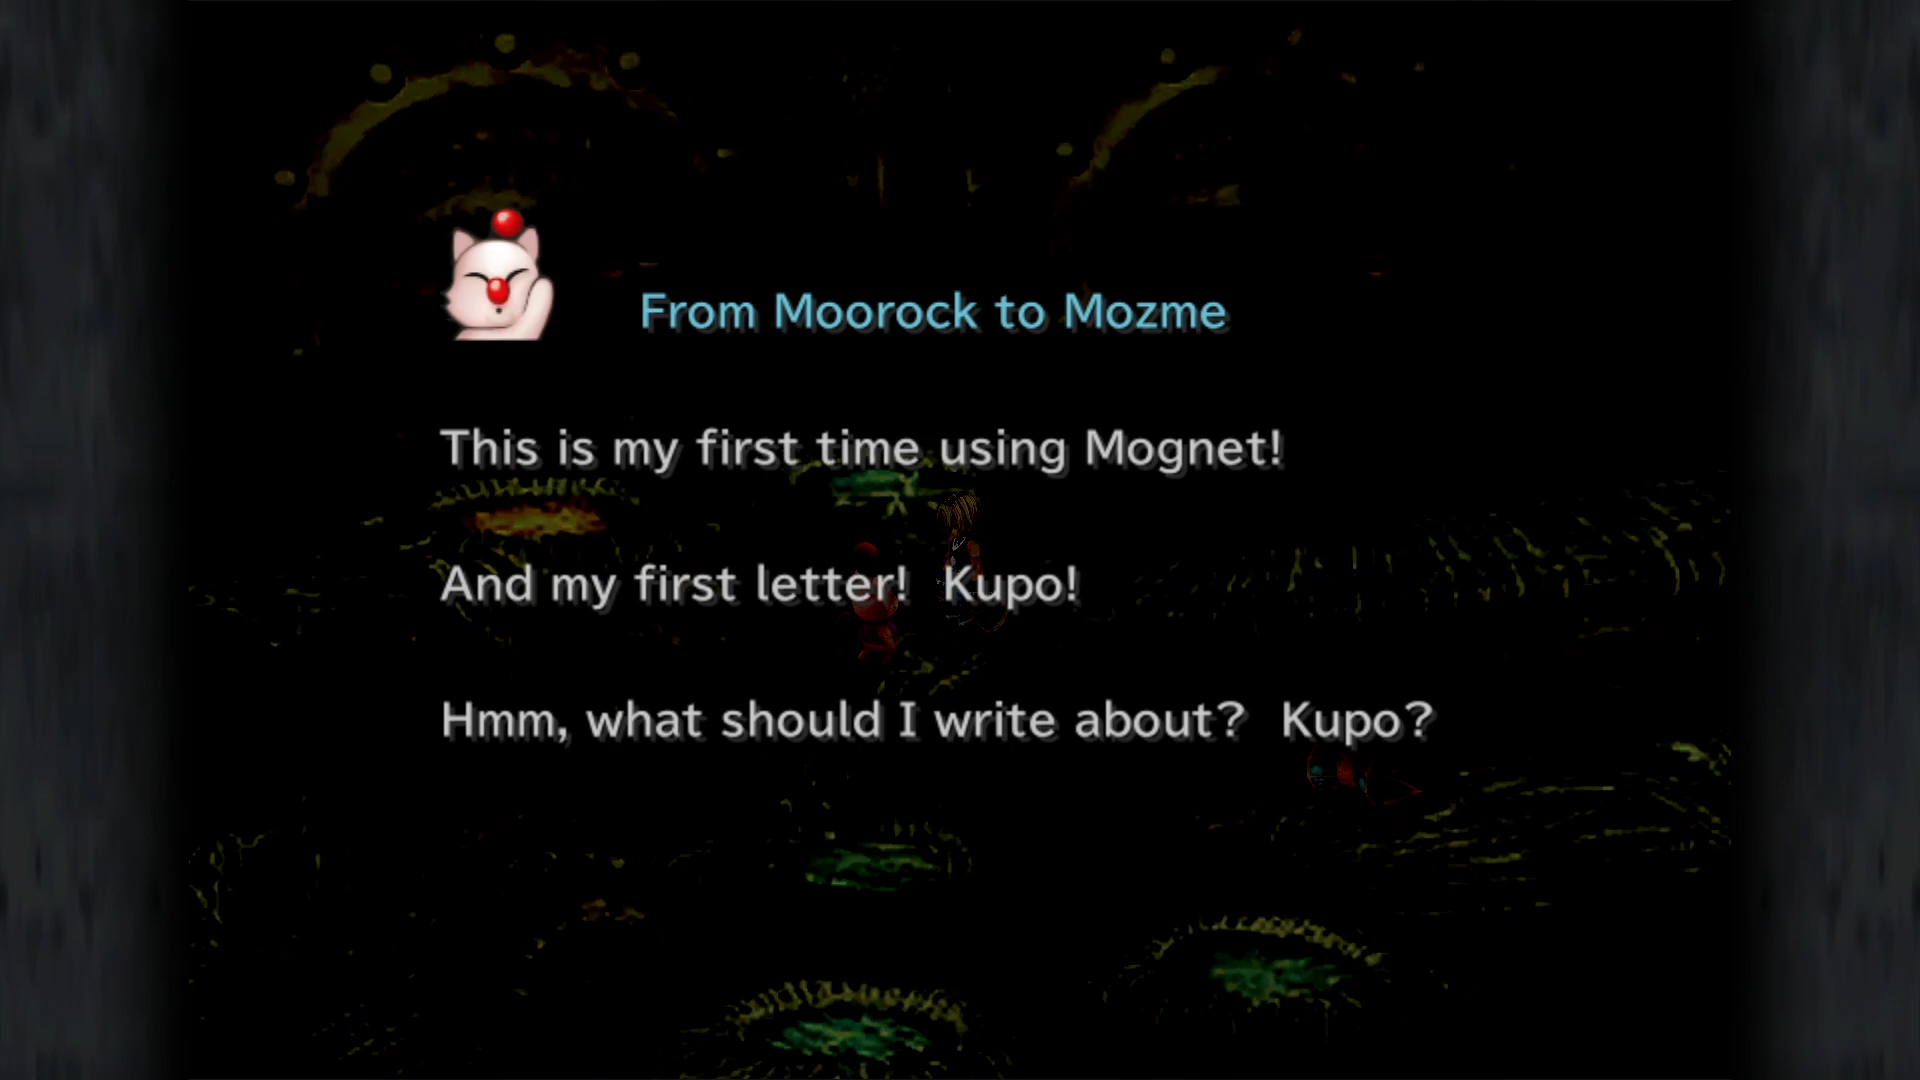 From Moorock to Mozme
This is my first time using Mognet!
And my first letter!  Kupo!
Hmm, what should I write about?  Kupo?